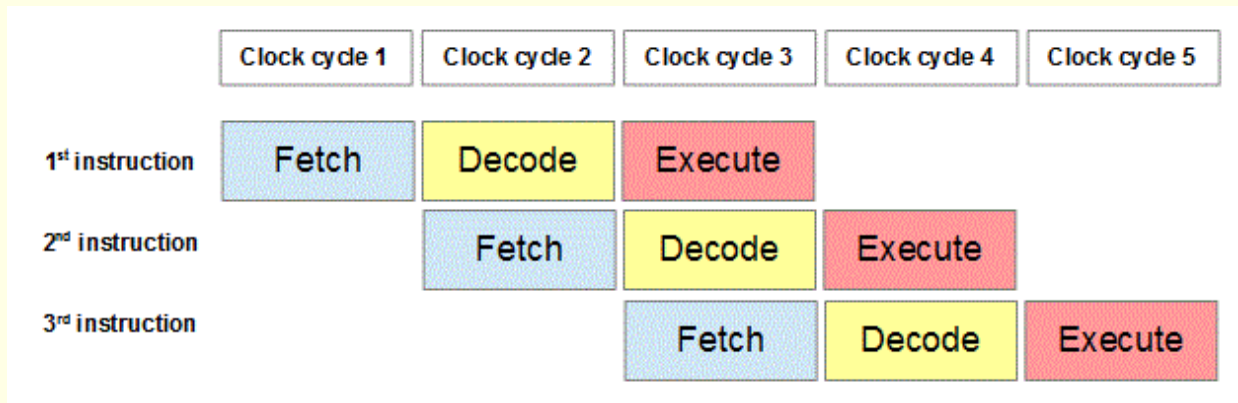 Clock cycle 1 Clock cycle 2 Clock cycle 3 Clock cycle 4 Clock cycle 5
1st instruction Fetch Decode Execute
2nd instruction Fetch Decode Execute
3rd instruction Fetch Decode Execute